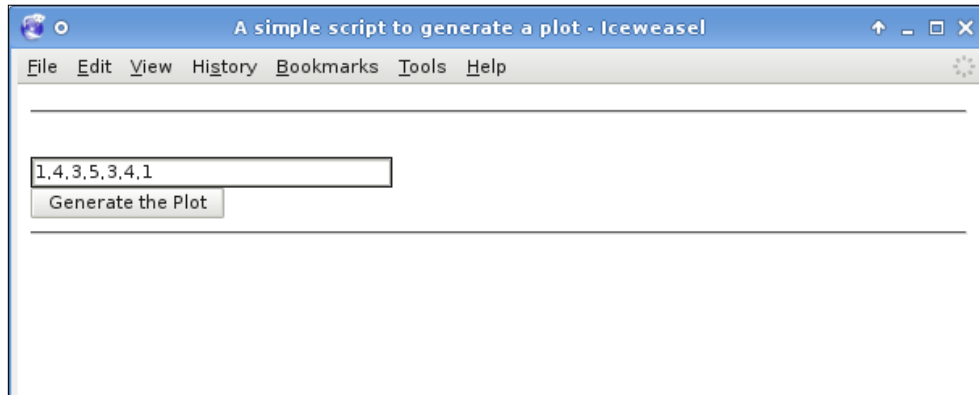 A simple script to generate a plot - Iceweasel
File Edit View History Bookmarks Tools Help
1,4,3,5,3,4,1
Generate the Plot